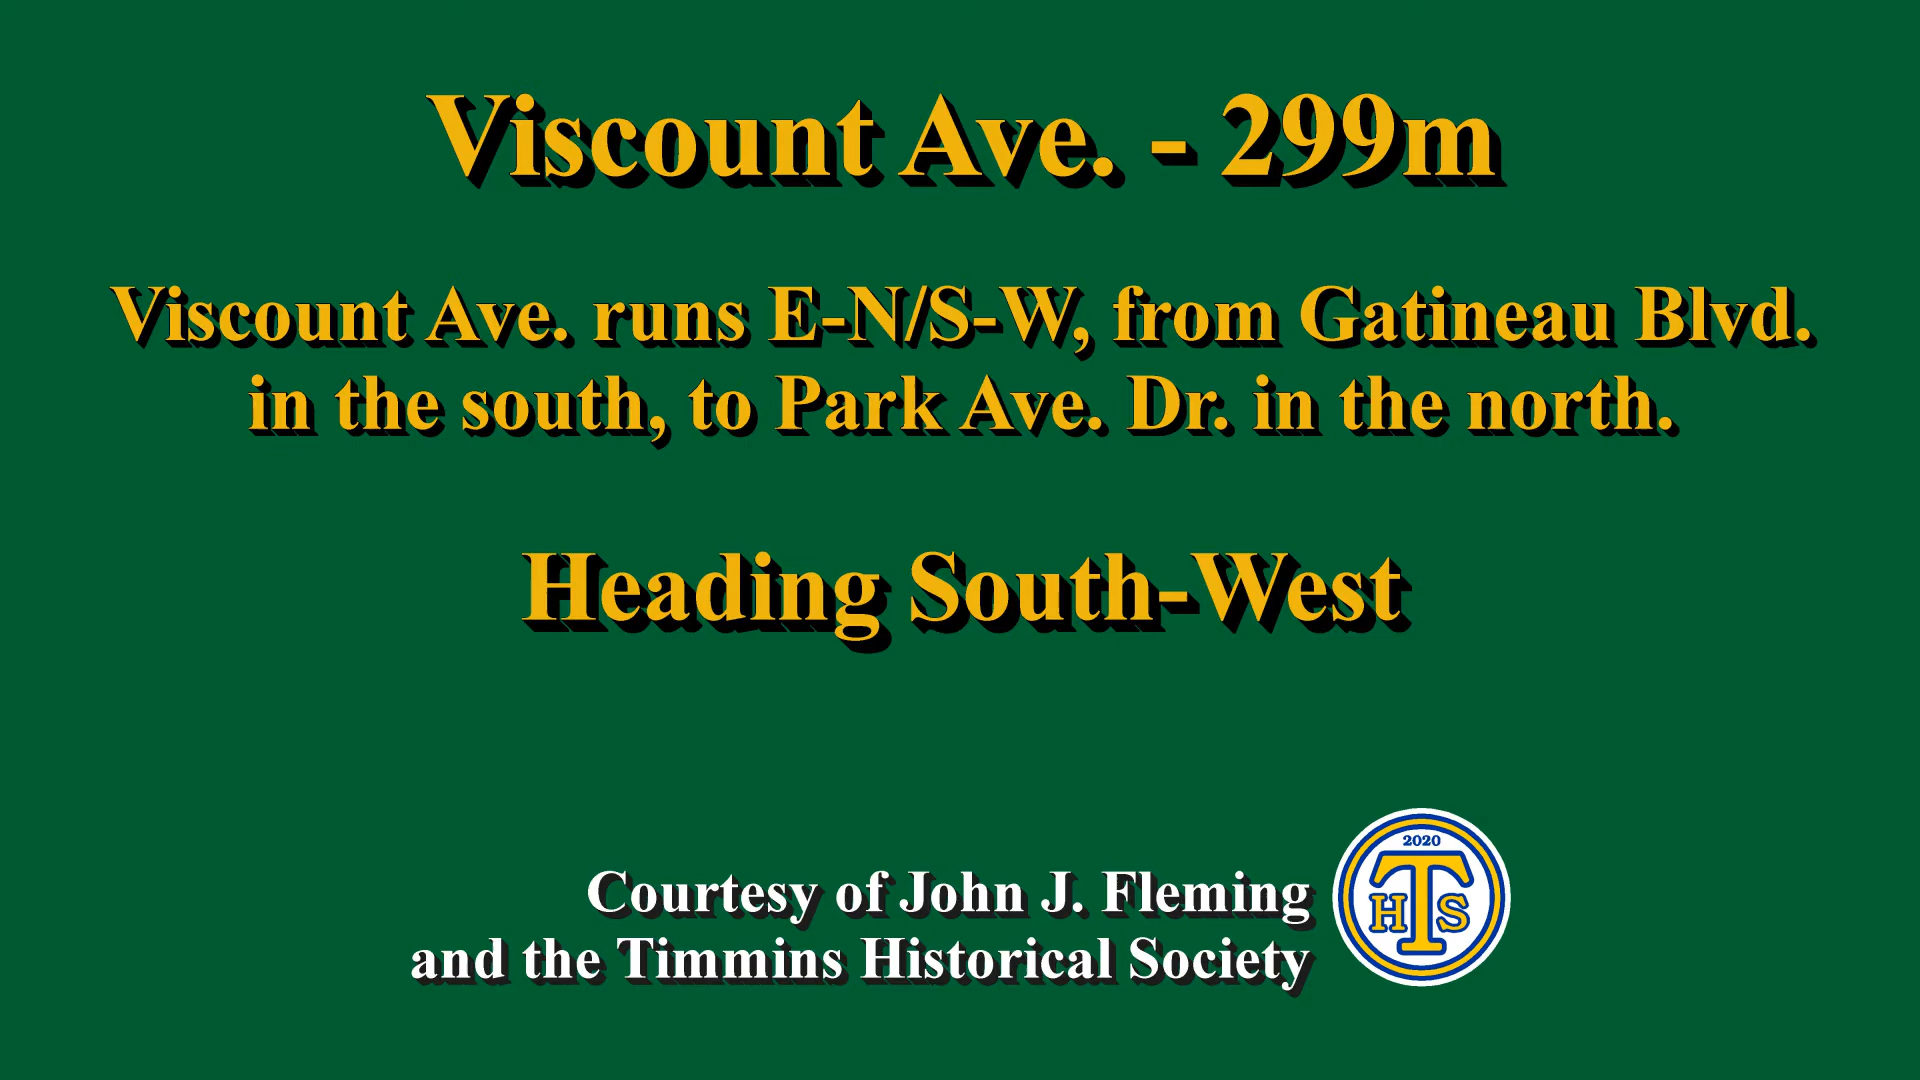 Viscount Ave. - 299m
Viscount Ave. runs E-N/S-W, from Gatineau Blvd.
in the south, to Park Ave. Dr. in the north.
Heading South-West
Courtesy of John J. Fleming
and the Timmins Historical Society
2020
HTS